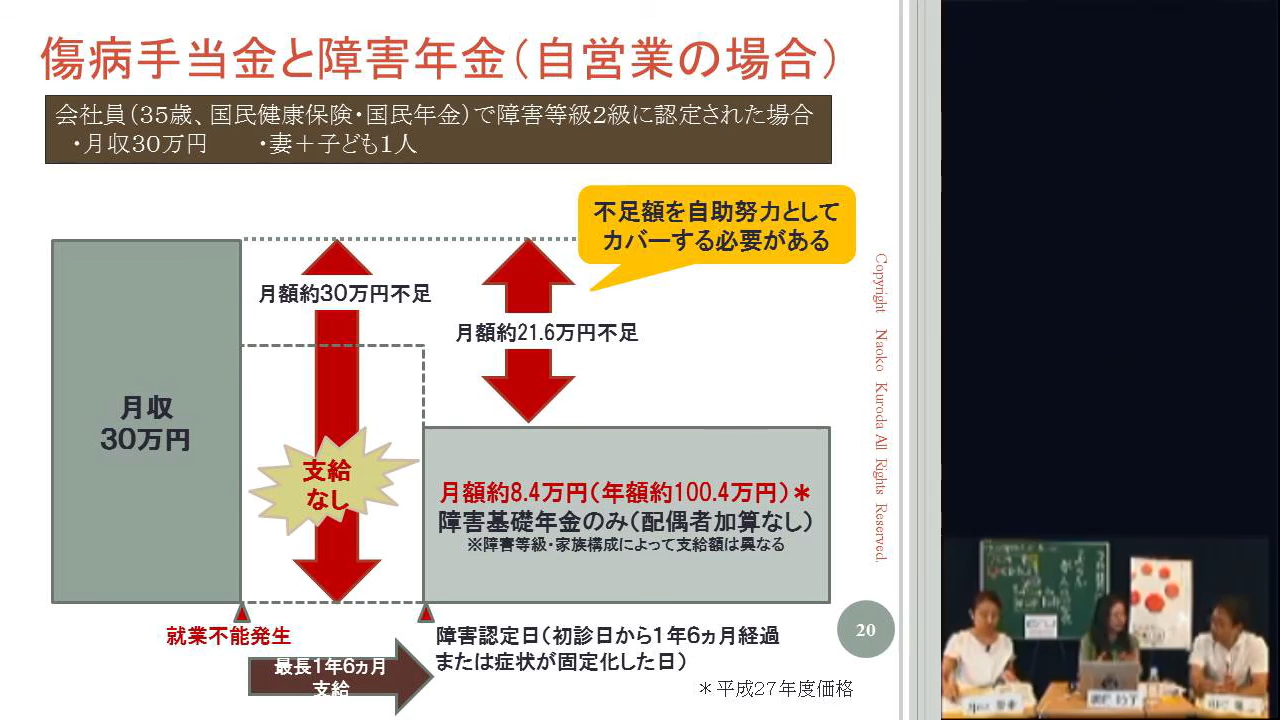 傷病手当金と障害年金（自営業の場合）
会社員（35歳、国民健康保険・国民年金）で障害等級2級に認定された場合
・月収30万円　　・妻＋子ども1人
不足額を自助努力として
カバーする必要がある
月額約30万円不足
月額約21.6万円不足
月収
30万円
支給
なし
月額約8.4万円（年額約100.4万円）＊
障害基礎年金のみ（配偶者加算なし）
※障害等級・家族構成によって支給額は異なる
就業不能発生
最長1年6ヵ月
支給
障害認定日（初診日から1年6ヵ月経過
または症状が固定化した日）
＊平成27年度価格
20
Copyright Naoko Kuroda All Rights Reserved.